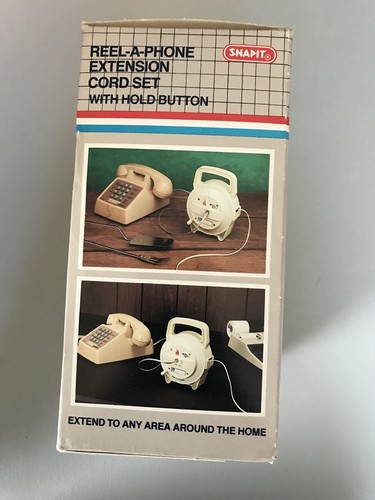 REEL-A-PHONE
EXTENSION
CORD SET
WITH HOLD BUTTON
SNAPIT®
EXTEND TO ANY AREA AROUND THE HOME